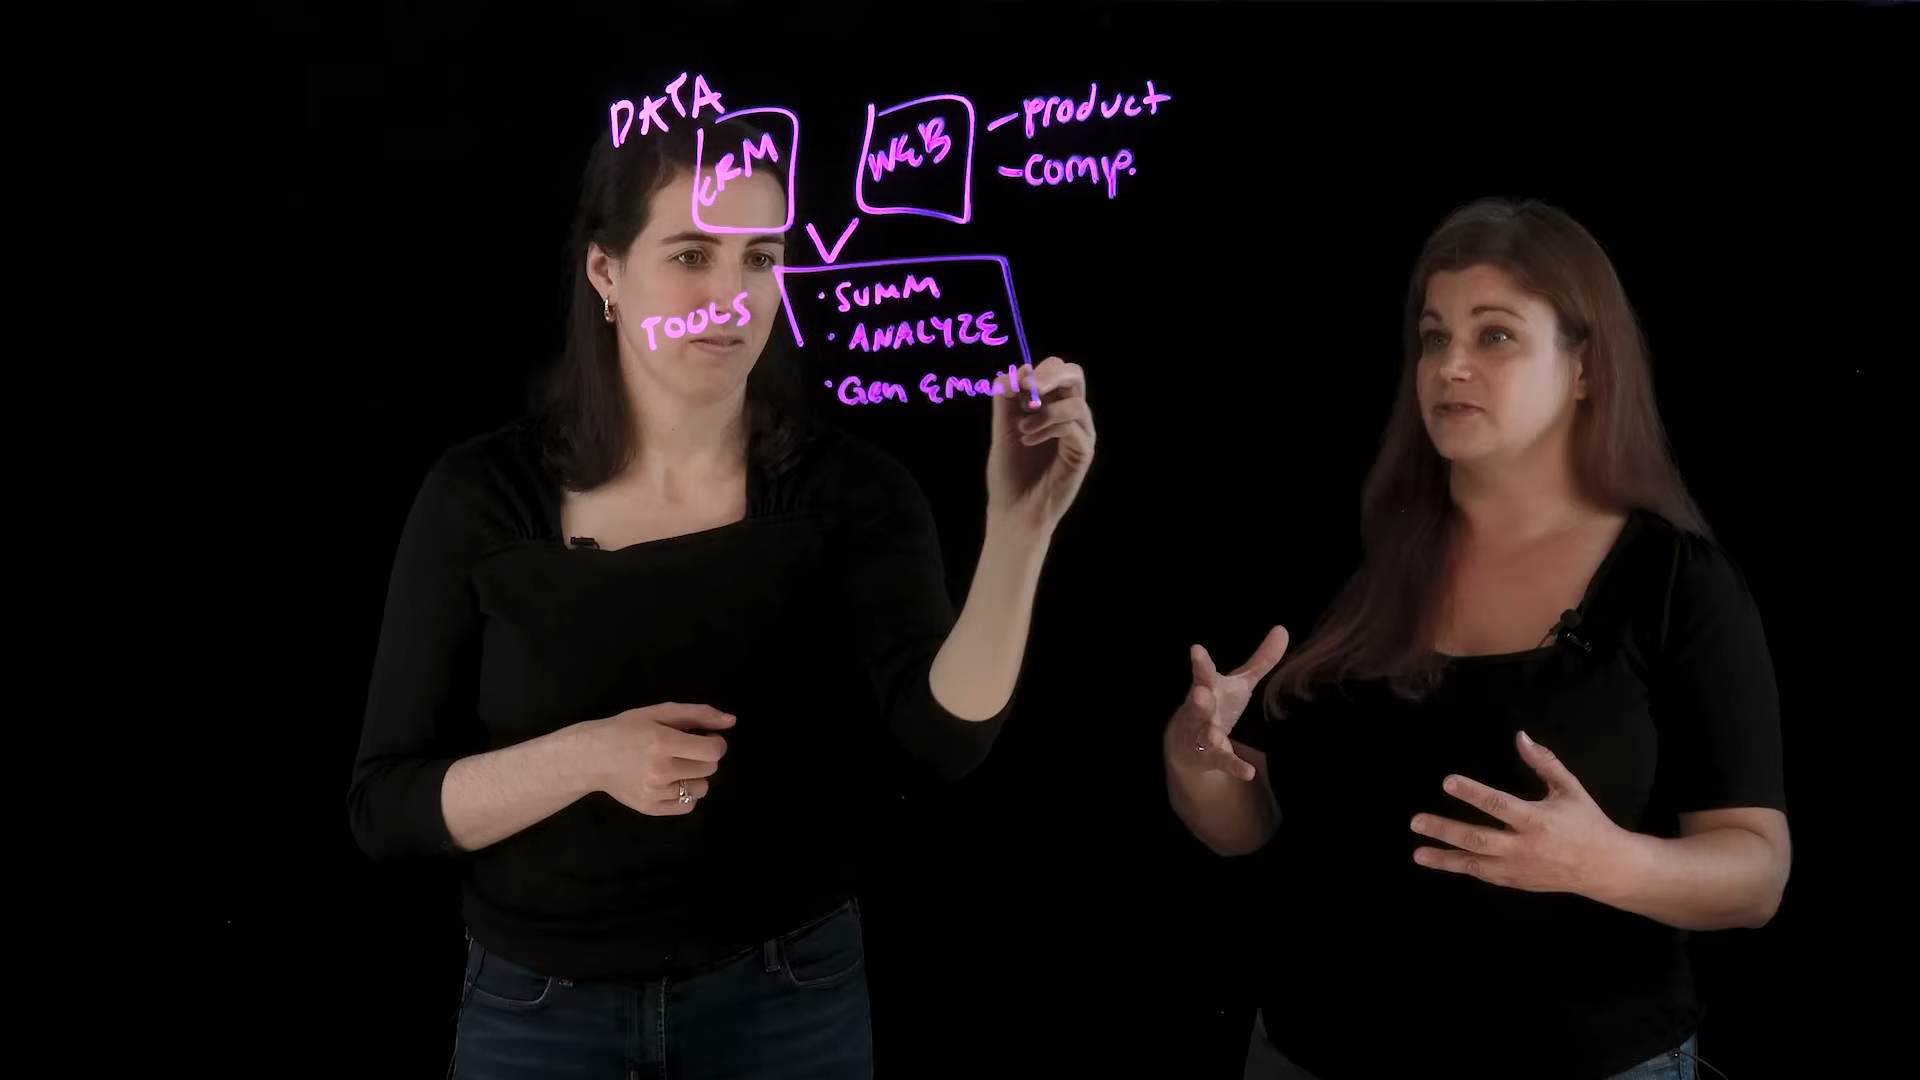 DATA
CRM
WEB
- product
- comp.
TOOLS
· SUMM
· ANALYZE
· Gen Email